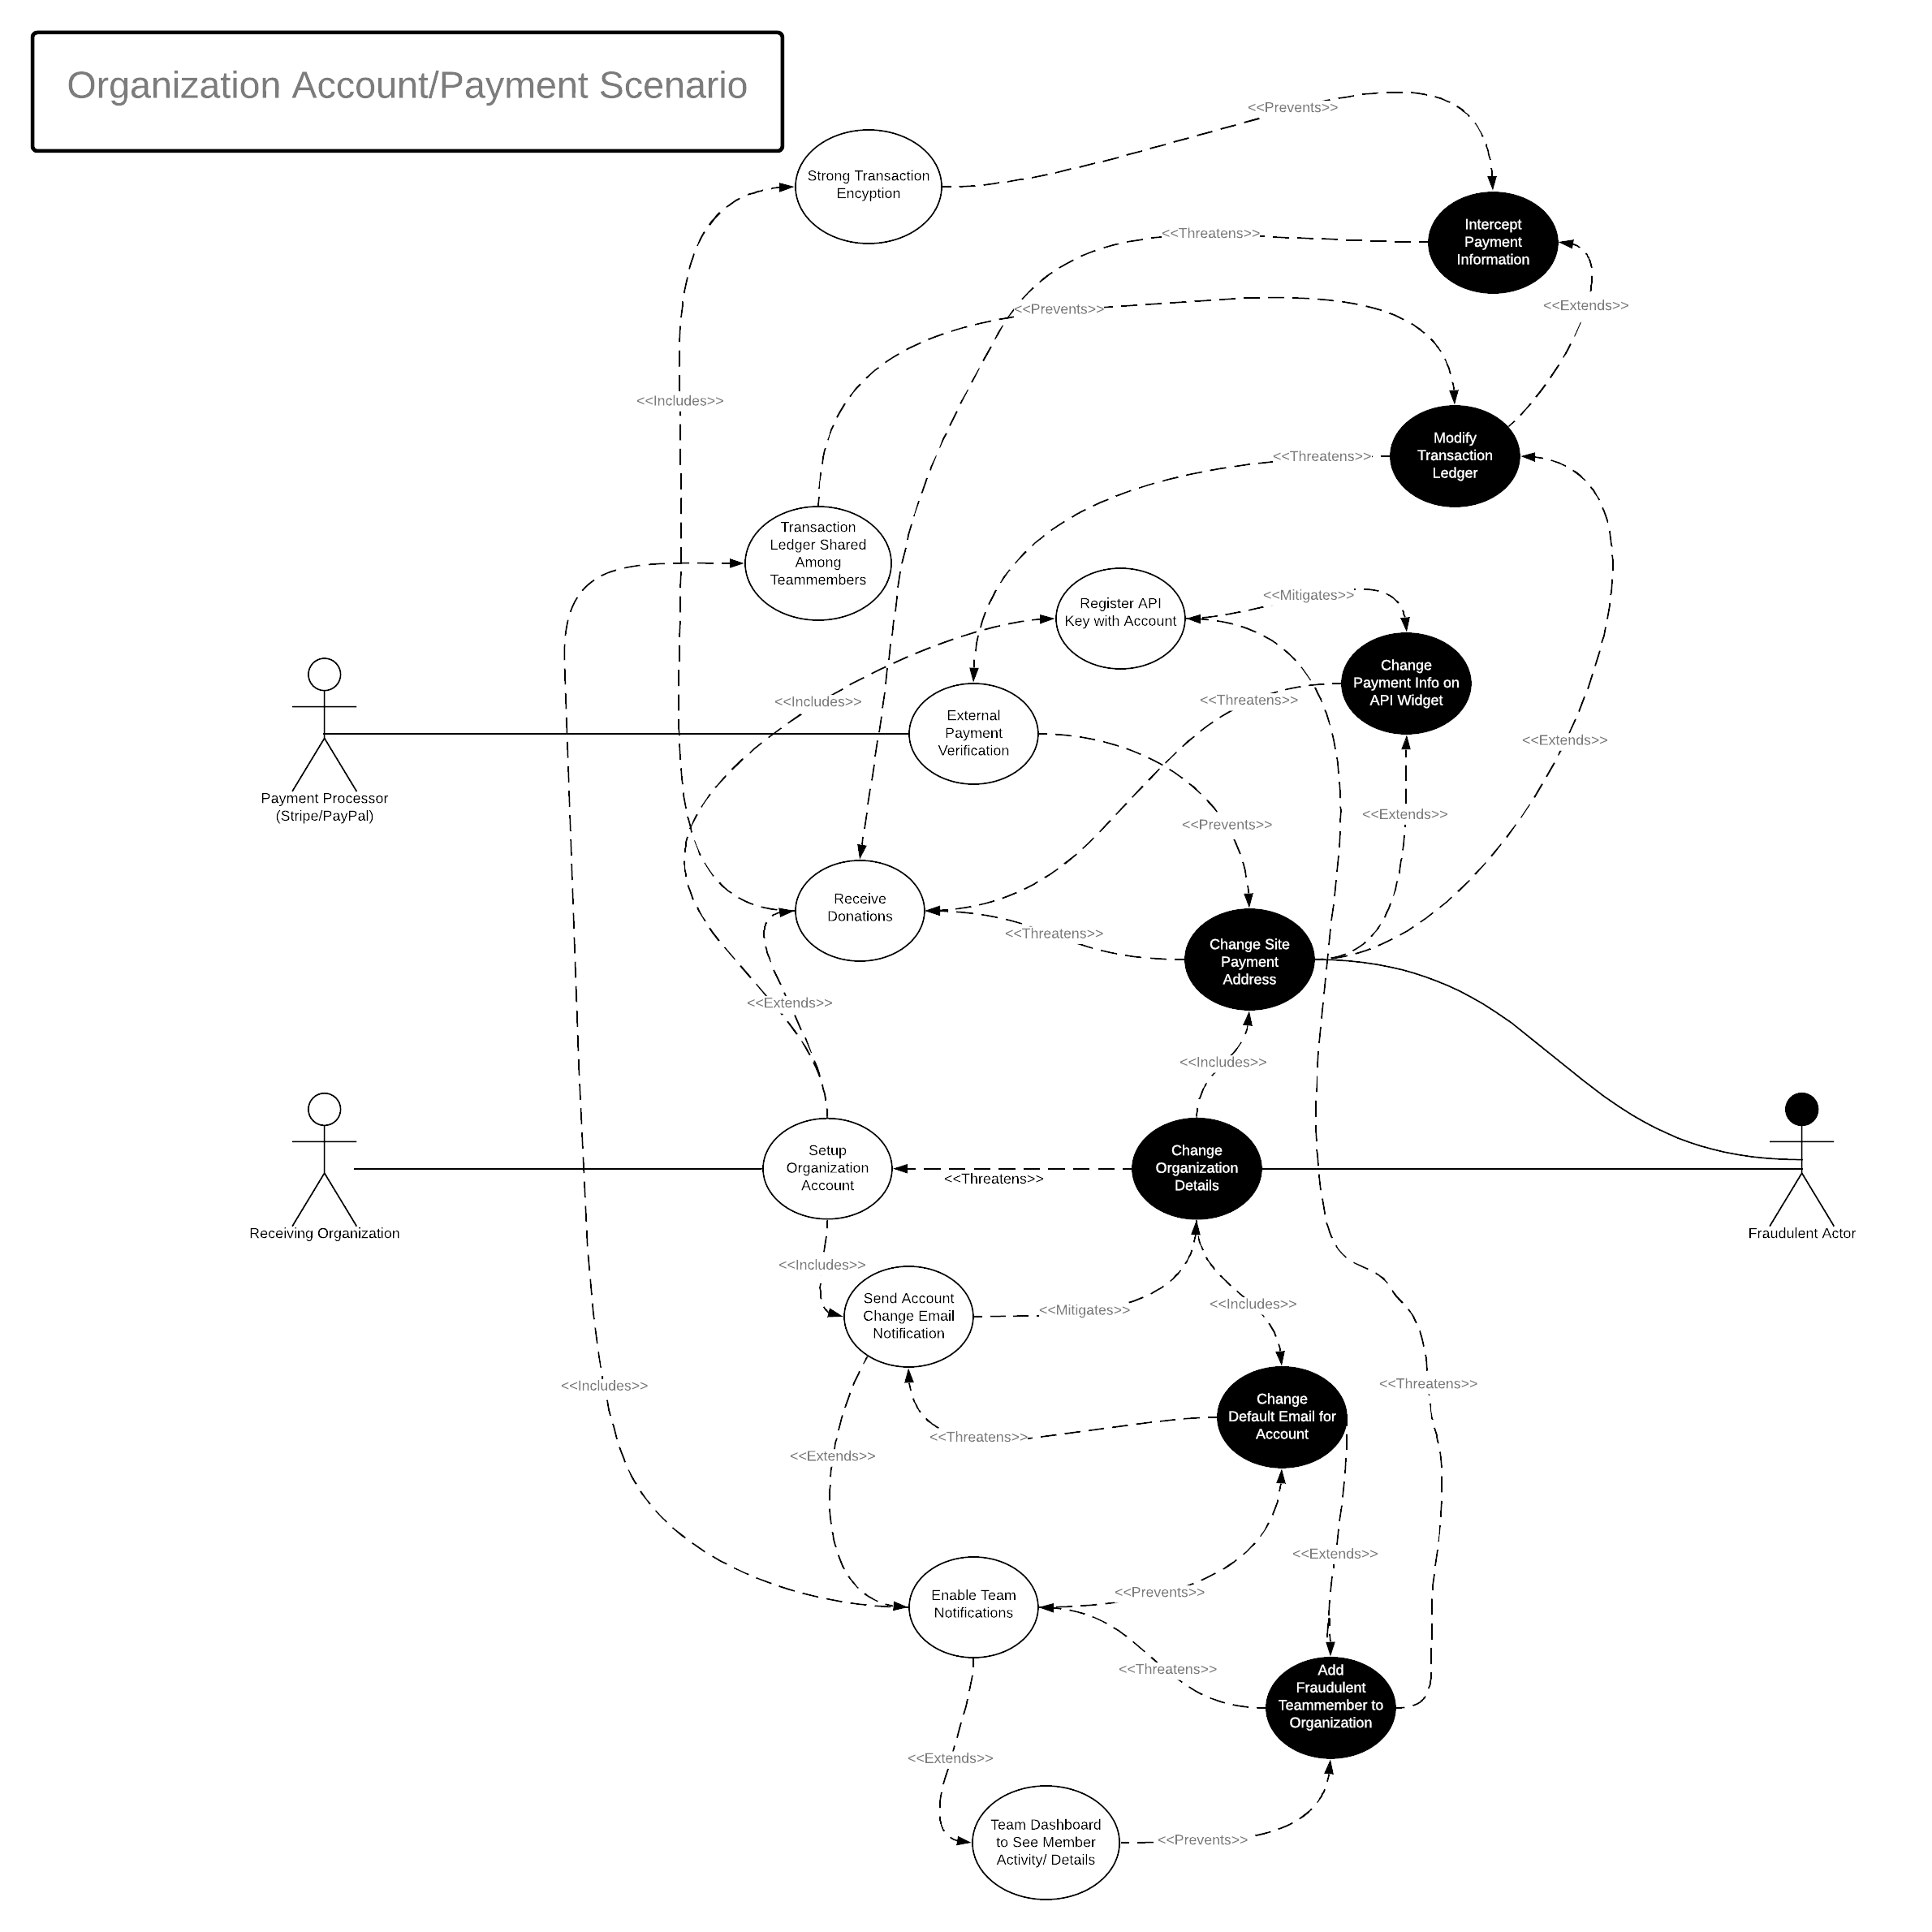 Organization Account/Payment Scenario
<<Prevents>>
Strong Transaction
Encyption
Intercept
Payment
Information
<<Threatens>>
<<Extends>>
<<Prevents>>
<<Includes>>
Modify
Transaction
Ledger
<<Threatens>>
Transaction
Ledger Shared
Among
Teammembers
Register API
Key with Account
<<Mitigates>>
Change
Payment Info on
API Widget
<<Includes>>
<<Threatens>>
External
Payment
Verification
<<Extends>>
Payment Processor
(Stripe/PayPal)
<<Extends>>
<<Prevents>>
Receive
Donations
<<Threatens>>
Change Site
Payment
Address
<<Extends>>
<<Includes>>
Setup
Organization
Account
<<Threatens>>
Change
Organization
Details
Receiving Organization
Fraudulent Actor
<<Includes>>
Send Account
Change Email
Notification
<<Mitigates>>
<<Includes>>
<<Includes>>
<<Threatens>>
Change
Default Email for
Account
<<Threatens>>
<<Extends>>
<<Extends>>
Enable Team
Notifications
<<Prevents>>
<<Threatens>>
Add
Fraudulent
Teammember to
Organization
<<Extends>>
Team Dashboard
to See Member
Activity/ Details
<<Prevents>>